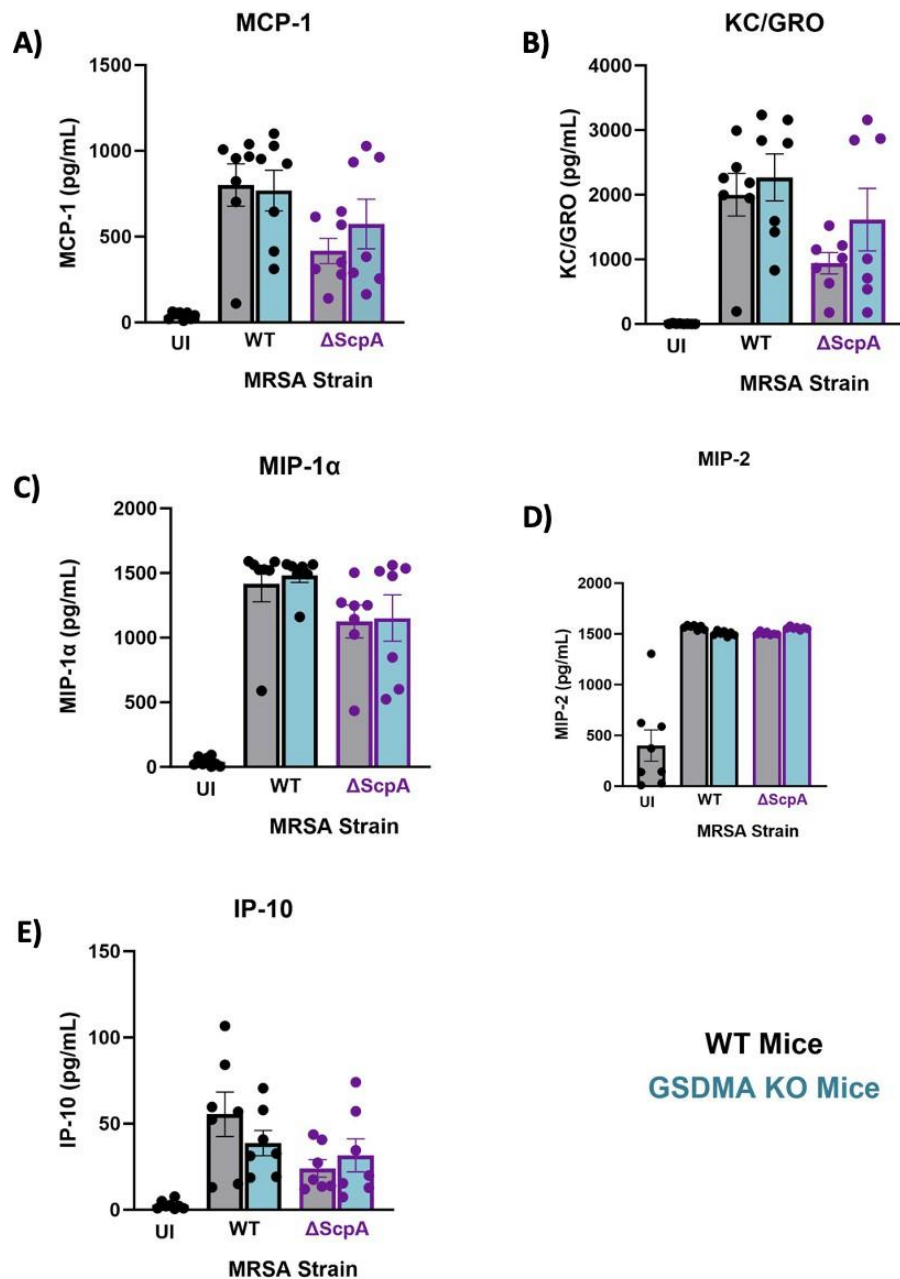 A)
MCP-1
MCP-1 (pg/mL)
1500
1000
500
0
UI
WT
ΔScpA
MRSA Strain
B)
KC/GRO
KC/GRO (pg/mL)
4000
3000
2000
1000
0
UI
WT
ΔScpA
MRSA Strain
C)
MIP-1α
MIP-1α (pg/mL)
2000
1500
1000
500
0
UI
WT
ΔScpA
MRSA Strain
D)
MIP-2
MIP-2 (pg/mL)
2000
1500
1000
500
0
UI
WT
ΔScpA
MRSA Strain
E)
IP-10
IP-10 (pg/mL)
150
100
50
0
UI
WT
ΔScpA
MRSA Strain
WT Mice
GSDMA KO Mice